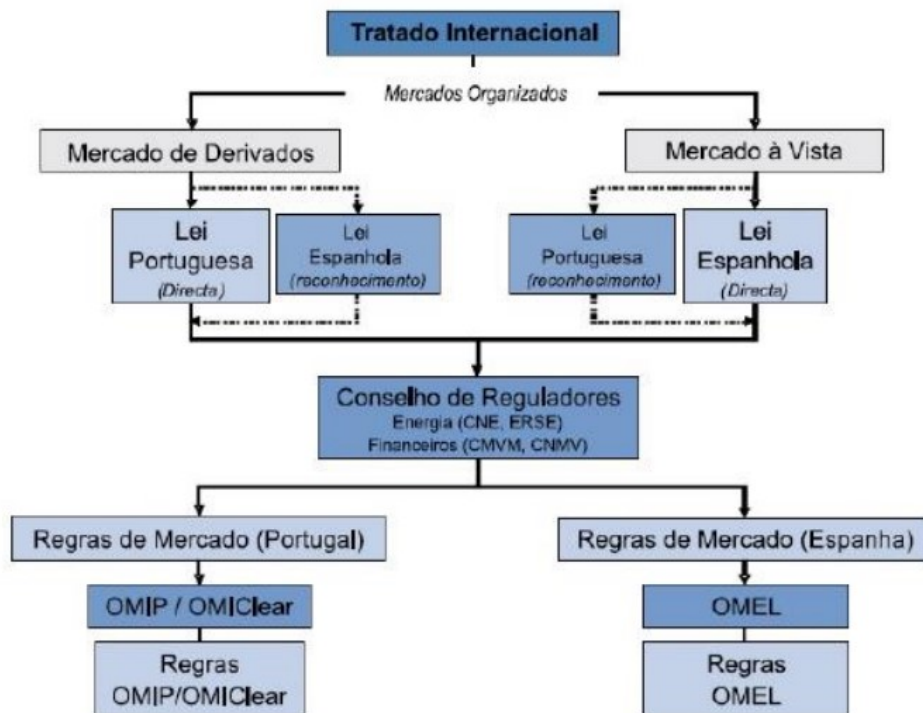 Tratado Internacional
Mercados Organizados
Mercado de Derivados
Mercado à Vista
Lei
Portuguesa
(Directa)
Lei
Espanhola
(reconhecimento)
Lei
Portuguesa
(reconhecimento)
Lei
Espanhola
(Directa)
Conselho de Reguladores
Energia (CNE, ERSE)
Financeiros (CMVM, CNMV)
Regras de Mercado (Portugal)
Regras de Mercado (Espanha)
OMIP / OMIClear
OMEL
Regras
OMIP/OMIClear
Regras
OMEL